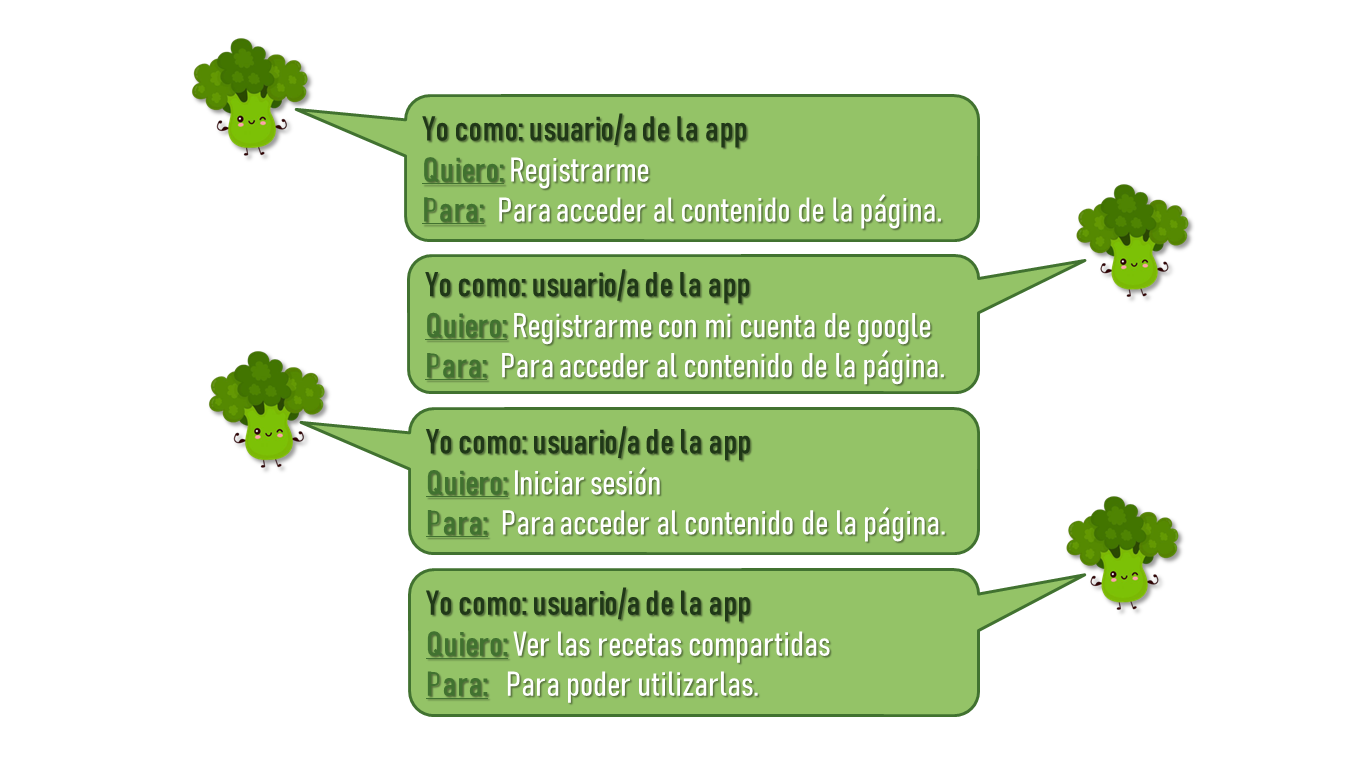 Yo como: usuario/a de la app
Quiero: Registrarme
Para: Para acceder al contenido de la página.
Yo como: usuario/a de la app
Quiero: Registrarme con mi cuenta de google
Para: Para acceder al contenido de la página.
Yo como: usuario/a de la app
Quiero: Iniciar sesión
Para: Para acceder al contenido de la página.
Yo como: usuario/a de la app
Quiero: Ver las recetas compartidas
Para: Para poder utilizarlas.